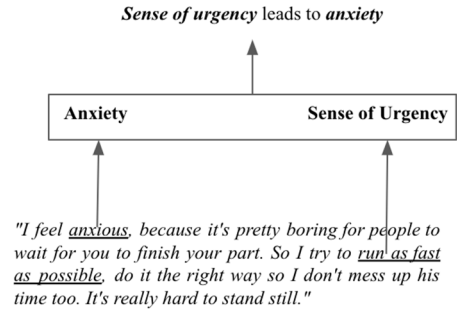 Sense of urgency leads to anxiety
Anxiety Sense of Urgency
"I feel anxious, because it's pretty boring for people to
wait for you to finish your part. So I try to run as fast
as possible, do it the right way so I don't mess up his
time too. It's really hard to stand still."